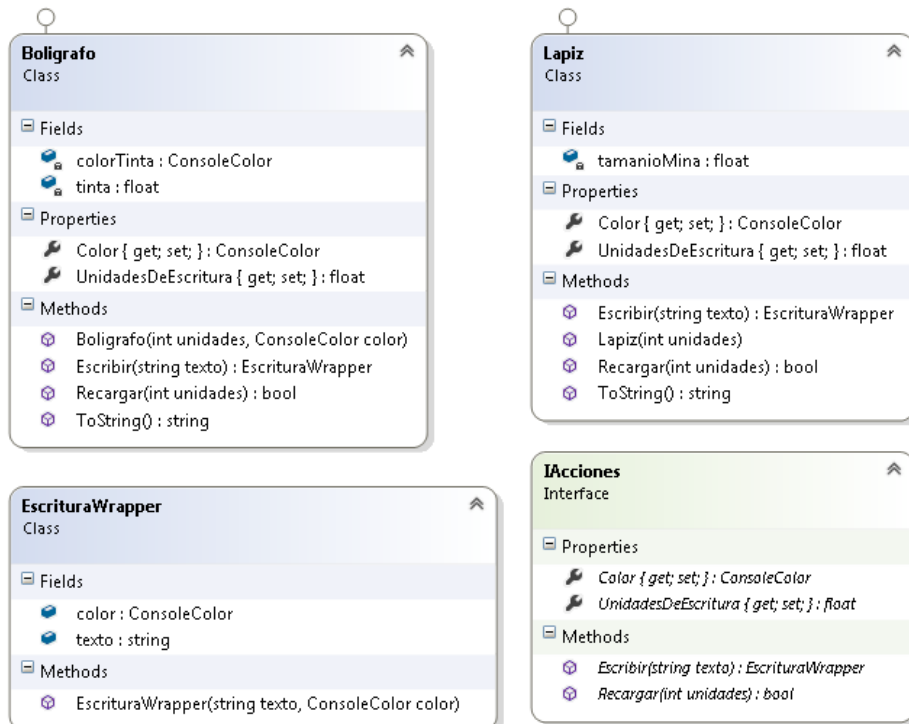 Boligrafo
Class
Fields
colorTinta : ConsoleColor
tinta : float
Properties
Color { get; set; } : ConsoleColor
UnidadesDeEscritura { get; set; } : float
Methods
Boligrafo(int unidades, ConsoleColor color)
Escribir(string texto) : EscrituraWrapper
Recargar(int unidades) : bool
ToString() : string
Lapiz
Class
Fields
tamanioMina : float
Properties
Color { get; set; } : ConsoleColor
UnidadesDeEscritura { get; set; } : float
Methods
Escribir(string texto) : EscrituraWrapper
Lapiz(int unidades)
Recargar(int unidades) : bool
ToString() : string
EscrituraWrapper
Class
Fields
color : ConsoleColor
texto : string
Methods
EscrituraWrapper(string texto, ConsoleColor color)
IAcciones
Interface
Properties
Color { get; set; } : ConsoleColor
UnidadesDeEscritura { get; set; } : float
Methods
Escribir(string texto) : EscrituraWrapper
Recargar(int unidades) : bool